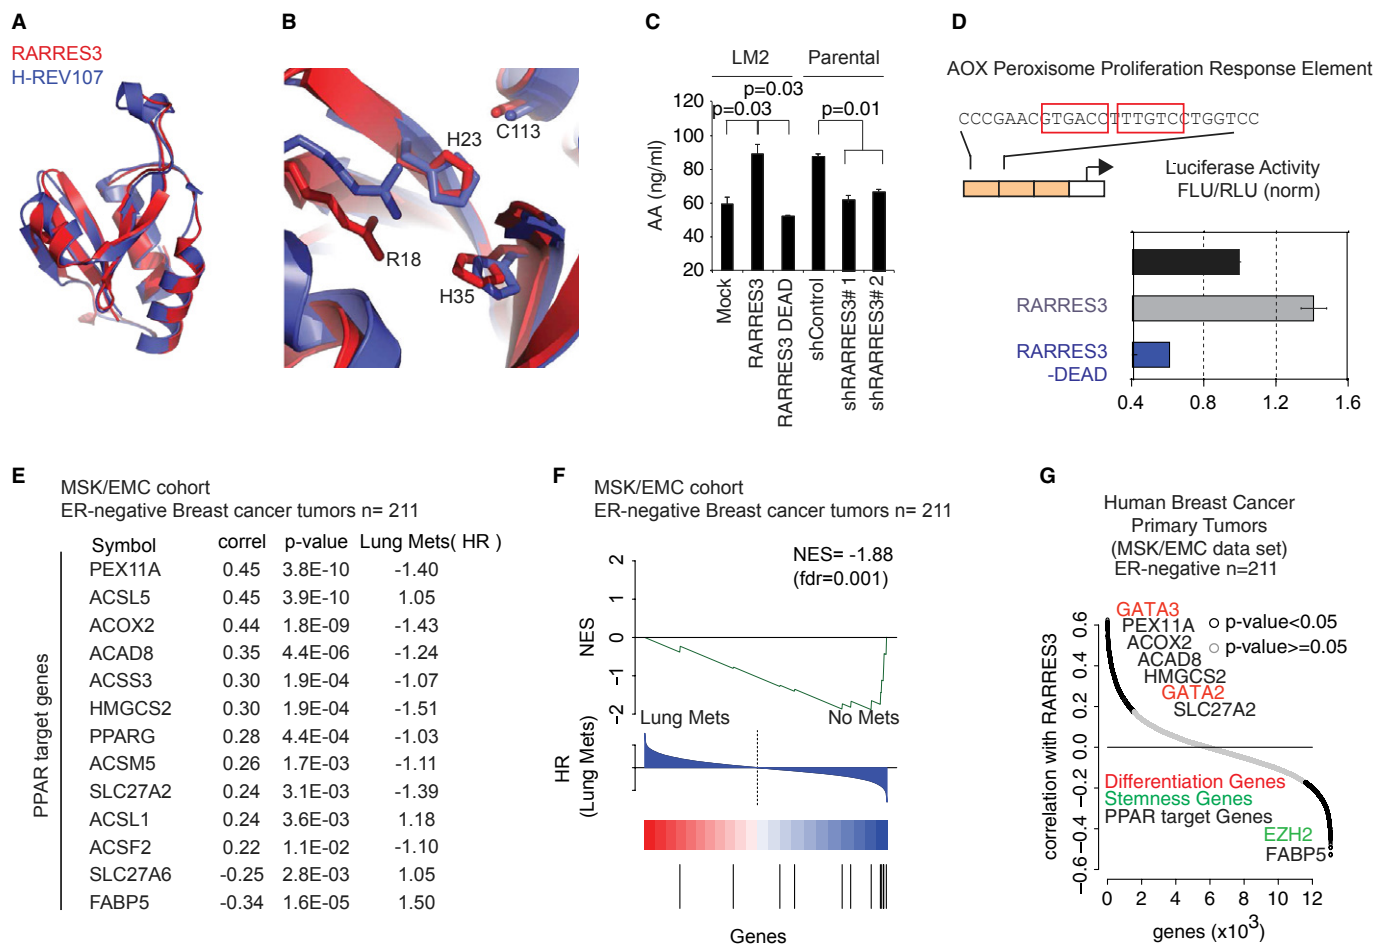 A
RARRES3
H-REV107
B
C113
H23
R18
H35
C
LM2 Parental
p=0.03
p=0.03 p=0.01
AA (ng/ml)
120
100
80
60
40
20
Mock
RARRES3
RARRES3 DEAD
shControl
shRARRES3# 1
shRARRES3# 2
D
AOX Peroxisome Proliferation Response Element
CCCGAACGTGACCTTTGTCCTGGTCC
Luciferase Activity
FLU/RLU (norm)
RARRES3
RARRES3
-DEAD
0.4 0.8 1.2 1.6
E
MSK/EMC cohort
ER-negative Breast cancer tumors n= 211
PPAR target genes
Symbol correl p-value Lung Mets( HR )
PEX11A 0.45 3.8E-10 -1.40
ACSL5 0.45 3.9E-10 1.05
ACOX2 0.44 1.8E-09 -1.43
ACAD8 0.35 4.4E-06 -1.24
ACSS3 0.30 1.9E-04 -1.07
HMGCS2 0.30 1.9E-04 -1.51
PPARG 0.28 4.4E-04 -1.03
ACSM5 0.26 1.7E-03 -1.11
SLC27A2 0.24 3.1E-03 -1.39
ACSL1 0.24 3.6E-03 1.18
ACSF2 0.22 1.1E-02 -1.10
SLC27A6 -0.25 2.8E-03 1.05
FABP5 -0.34 1.6E-05 1.50
F
MSK/EMC cohort
ER-negative Breast cancer tumors n= 211
NES= -1.88
(fdr=0.001)
NES
2
1
0
-1
-2
Lung Mets No Mets
HR
(Lung Mets)
Genes
G
Human Breast Cancer
Primary Tumors
(MSK/EMC data set)
ER-negative n=211
GATA3
PEX11A
ACOX2
ACAD8
HMGCS2
GATA2
SLC27A2
p-value<0.05
p-value>=0.05
correlation with RARRES3
0.6
0.4
0.2
0.0
-0.2
-0.4
-0.6
Differentiation Genes
Stemness Genes
PPAR target Genes
EZH2
FABP5
0 2 4 6 8 10 12
genes (x10³)